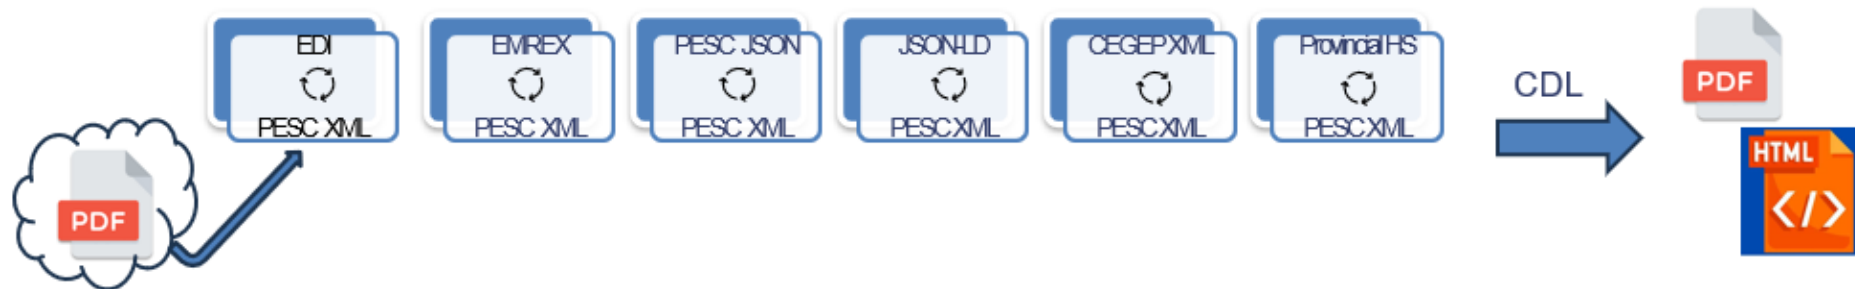 EDI
PESC XML
EMREX
PESC XML
PESC JSON
PESC XML
JSON-LD
PESC XML
CEGEP XML
PESC XML
Provincial HS
PESC XML
CDL
PDF
PDF
HTML
</>